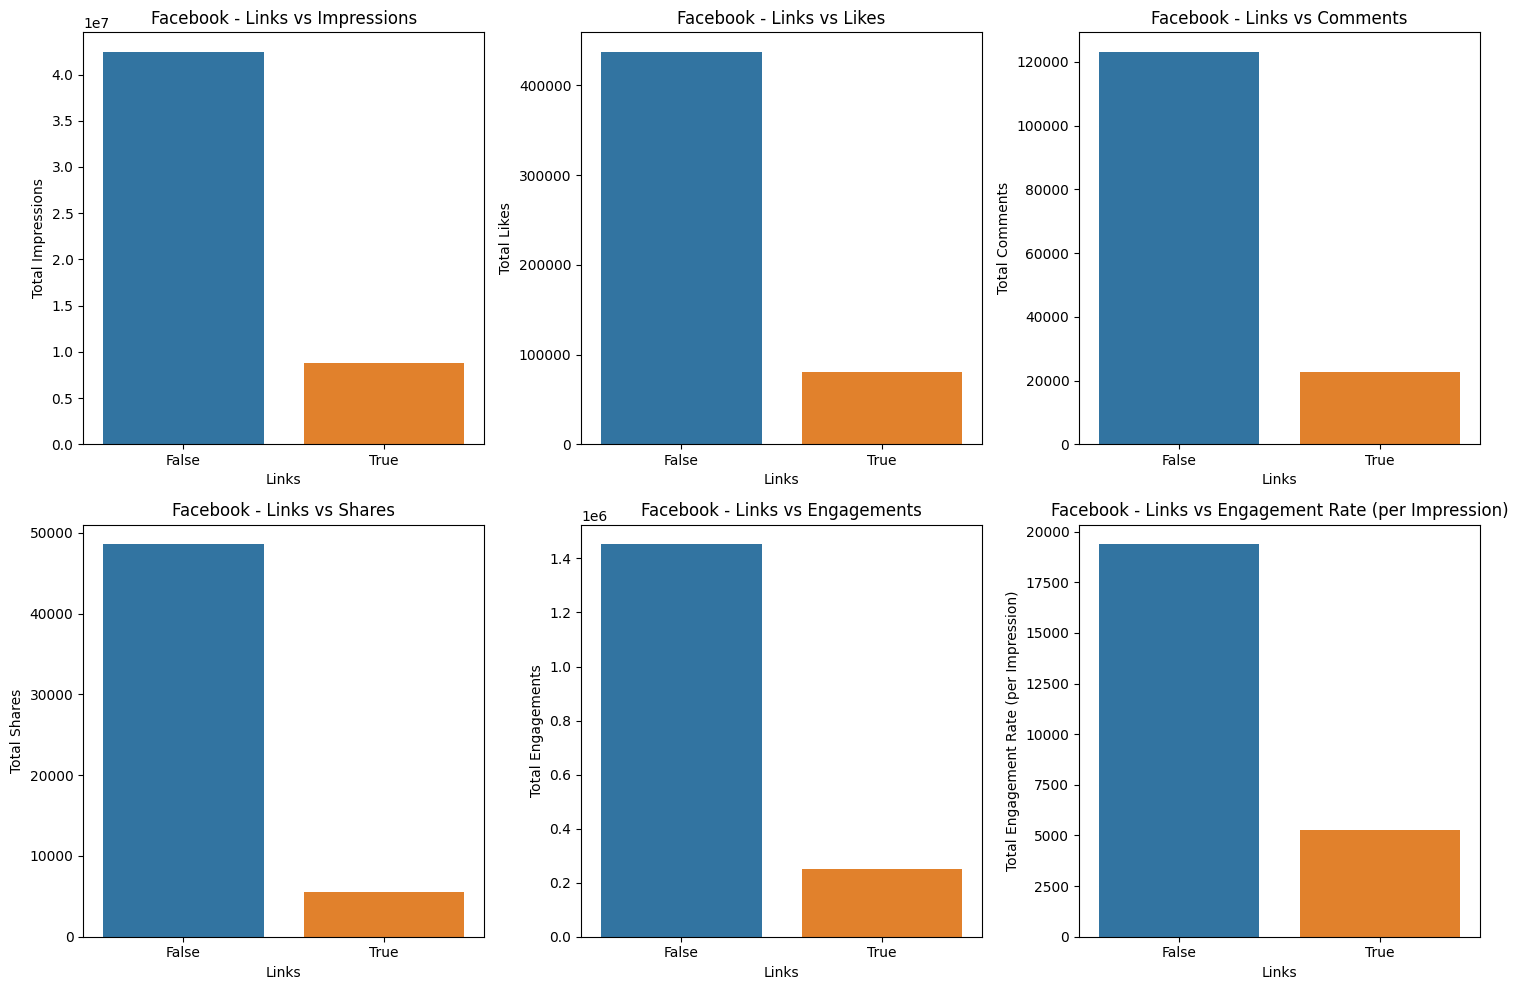 Facebook - Links vs Impressions
1e7
4.0
3.5
3.0
2.5
2.0
1.5
1.0
0.5
0.0
Total Impressions
False True
Links
Facebook - Links vs Likes
400000
300000
200000
100000
0
Total Likes
False True
Links
Facebook - Links vs Comments
120000
100000
80000
60000
40000
20000
0
Total Comments
False True
Links
Facebook - Links vs Shares
50000
40000
30000
20000
10000
0
Total Shares
False True
Links
Facebook - Links vs Engagements
1e6
1.4
1.2
1.0
0.8
0.6
0.4
0.2
0.0
Total Engagements
False True
Links
Facebook - Links vs Engagement Rate (per Impression)
20000
17500
15000
12500
10000
7500
5000
2500
0
Total Engagement Rate (per Impression)
False True
Links